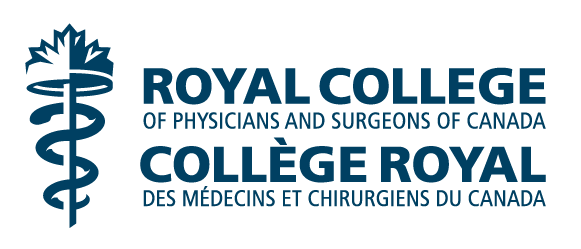 ROYAL COLLEGE
OF PHYSICIANS AND SURGEONS OF CANADA
COLLÈGE ROYAL
DES MÉDECINS ET CHIRURGIENS DU CANADA